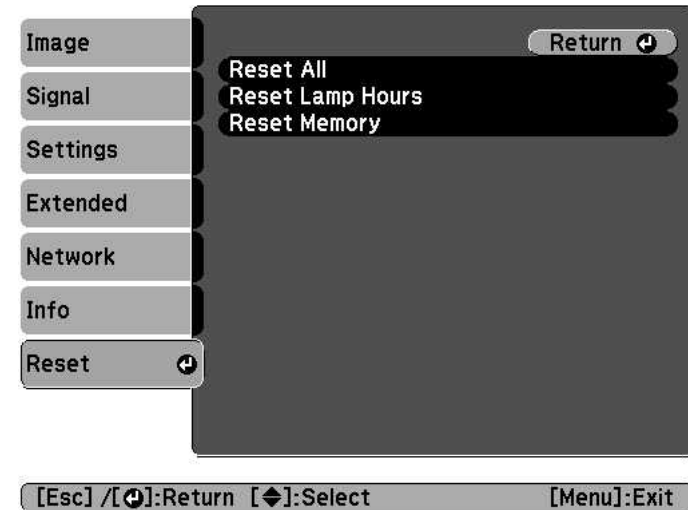 Image
Signal
Settings
Extended
Network
Info
Reset
Return
Reset All
Reset Lamp Hours
Reset Memory
[Esc] /[⏎]:Return [◆]:Select [Menu]:Exit